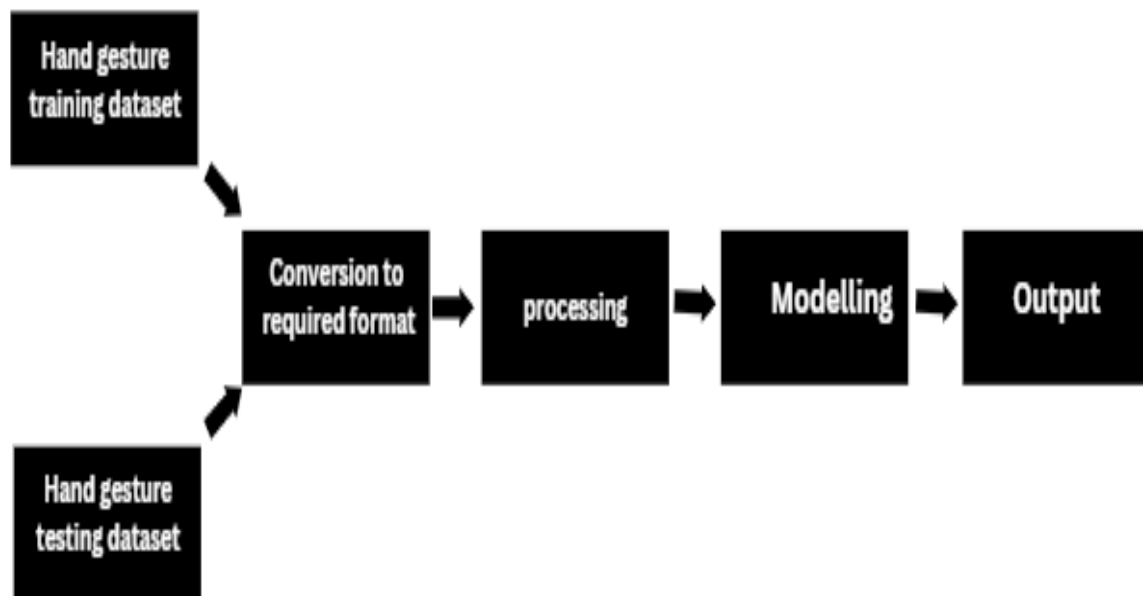 Hand gesture
training dataset
Conversion to
required format
processing
Modelling
Output
Hand gesture
testing dataset